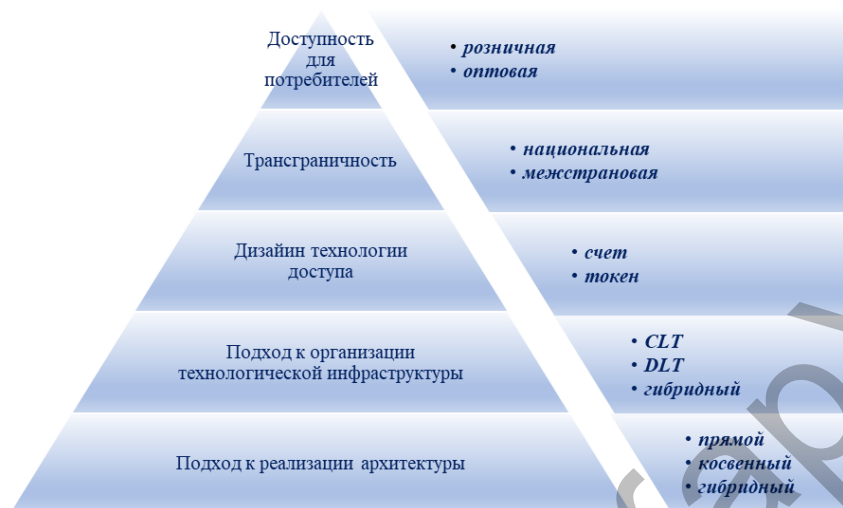 Доступность
для
потребителей
• розничная
• оптовая
Трансграничность
• национальная
• межстрановая
Дизайин технологии
доступа
• счет
• токен
Подход к организации
технологической инфраструктуры
• CLT
• DLT
• гибридный
Подход к реализации архитектуры
• прямой
• косвенный
• гибридный